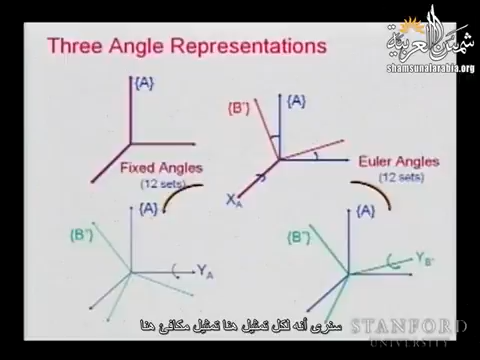 شمس العربية
shamsunalarabia.org
Three Angle Representations
{A}
{B'}
{A}
Fixed Angles
(12 sets)
Euler Angles
(12 sets)
X_A
{A}
{B'}
Y_A
{A}
{B'}
Y_B'
سنرى أنه لكل تمثيل هنا تمثيل مكافئ هنا
STANFORD
UNIVERSITY